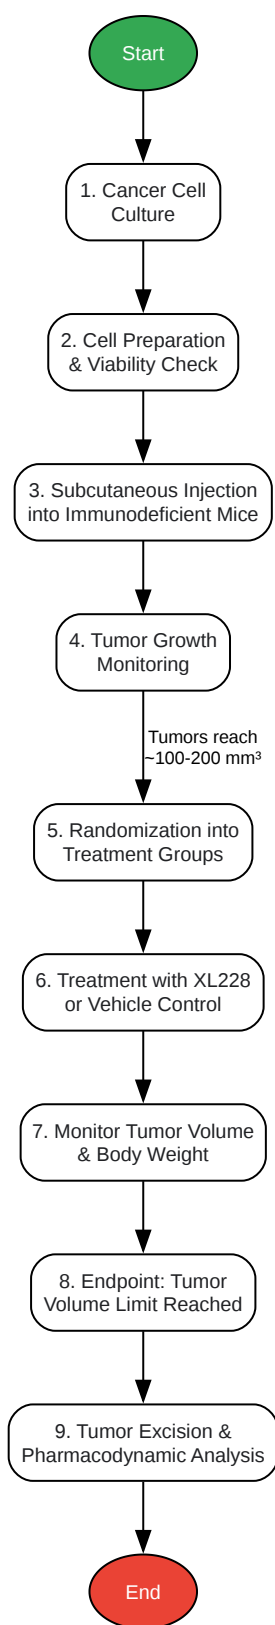 Start
1. Cancer Cell
Culture
2. Cell Preparation
& Viability Check
3. Subcutaneous Injection
into Immunodeficient Mice
4. Tumor Growth
Monitoring
Tumors reach
~100-200 mm³
5. Randomization into
Treatment Groups
6. Treatment with XL228
or Vehicle Control
7. Monitor Tumor Volume
& Body Weight
8. Endpoint: Tumor
Volume Limit Reached
9. Tumor Excision &
Pharmacodynamic Analysis
End